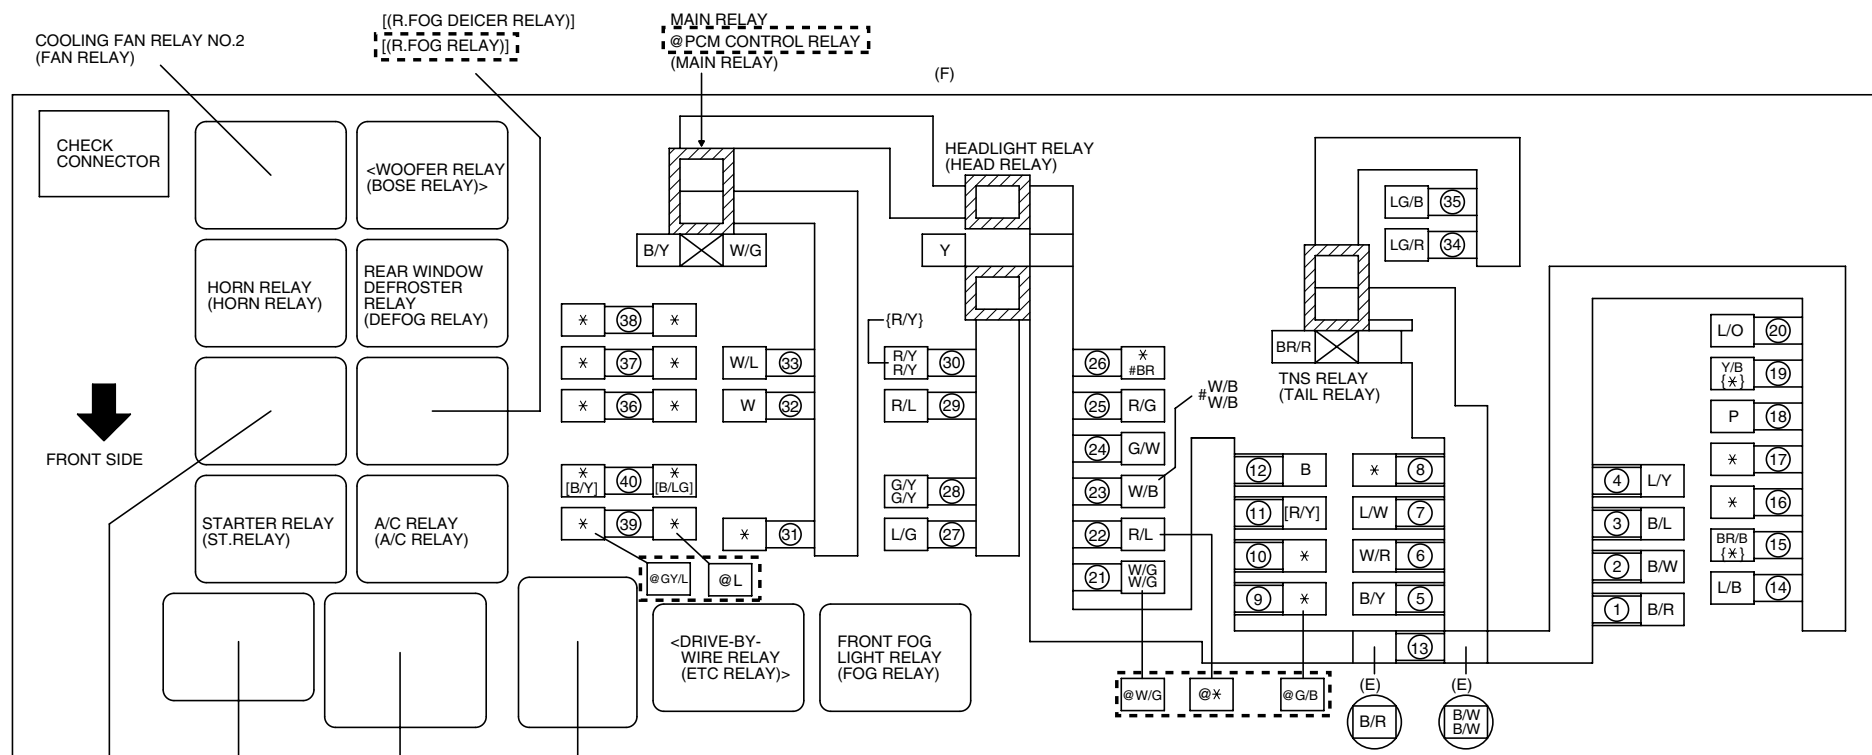 [(R.FOG DEICER RELAY)]
[(R.FOG RELAY)]
MAIN RELAY
@PCM CONTROL RELAY
(MAIN RELAY)
COOLING FAN RELAY NO.2
(FAN RELAY)
(F)
CHECK
CONNECTOR
<WOOFER RELAY
(BOSE RELAY)>
HEADLIGHT RELAY
(HEAD RELAY)
HORN RELAY
(HORN RELAY)
REAR WINDOW
DEFROSTER
RELAY
(DEFOG RELAY)
FRONT SIDE
STARTER RELAY
(ST.RELAY)
A/C RELAY
(A/C RELAY)
<DRIVE-BY-
WIRE RELAY
(ETC RELAY)>
FRONT FOG
LIGHT RELAY
(FOG RELAY)
B/Y W/G
* 38 *
* 37 *
* 36 *
* [B/Y] 40 * [B/LG]
* 39 *
@GY/L @L
W/L 33
W 32
* 31
Y
{R/Y}
R/Y
R/Y 30
R/L 29
G/Y
G/Y 28
L/G 27
26 *
#BR
25 R/G
24 G/W
23 W/B
22 R/L
21 W/G
W/G
W/B
#W/B
@W/G @* @G/B
LG/B 35
LG/R 34
BR/R
TNS RELAY
(TAIL RELAY)
12 B
11 [R/Y]
10 *
9 *
* 8
L/W 7
W/R 6
B/Y 5
13
(E) (E)
B/R
B/W
B/W
4 L/Y
3 B/L
2 B/W
1 B/R
L/O 20
Y/B
{*} 19
P 18
* 17
* 16
BR/B
{*} 15
L/B 14